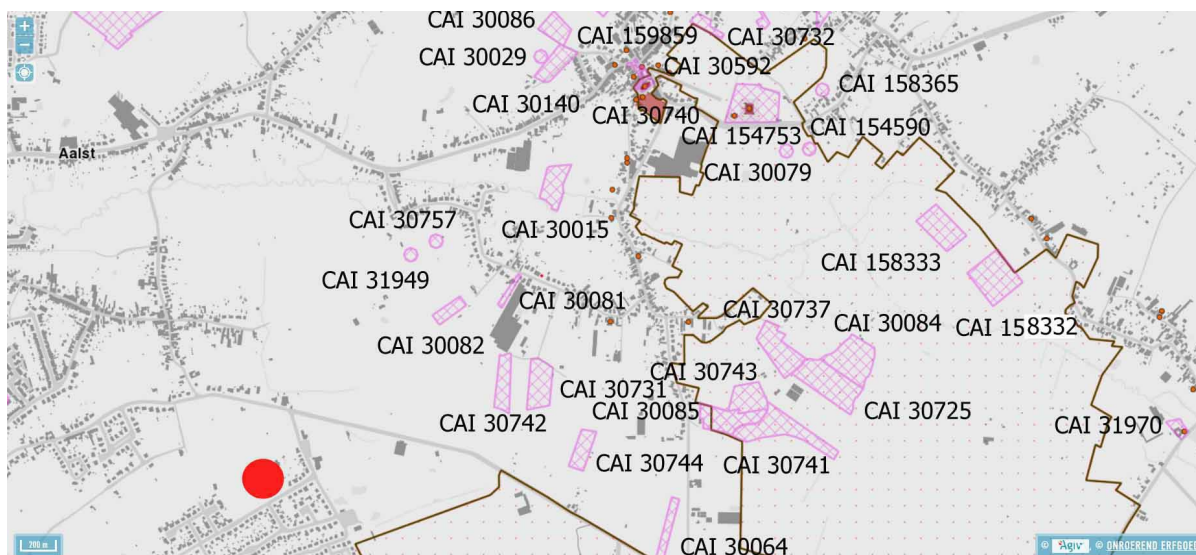 +
CAI 30086
CAI 159859
CAI 30732
−
CAI 30029
CAI 30592
CAI 158365
CAI 30140
CAI 30740
CAI 154753
CAI 154590
Aalst
CAI 30079
CAI 30757
CAI 30015
CAI 31949
CAI 158333
CAI 30081
CAI 30737
CAI 30084
CAI 158332
CAI 30082
CAI 30743
CAI 30731
CAI 30085
CAI 30725
CAI 30742
CAI 31970
CAI 30744
CAI 30741
CAI 30064
200 m
© Agiv, © ONROEREND ERFGOED